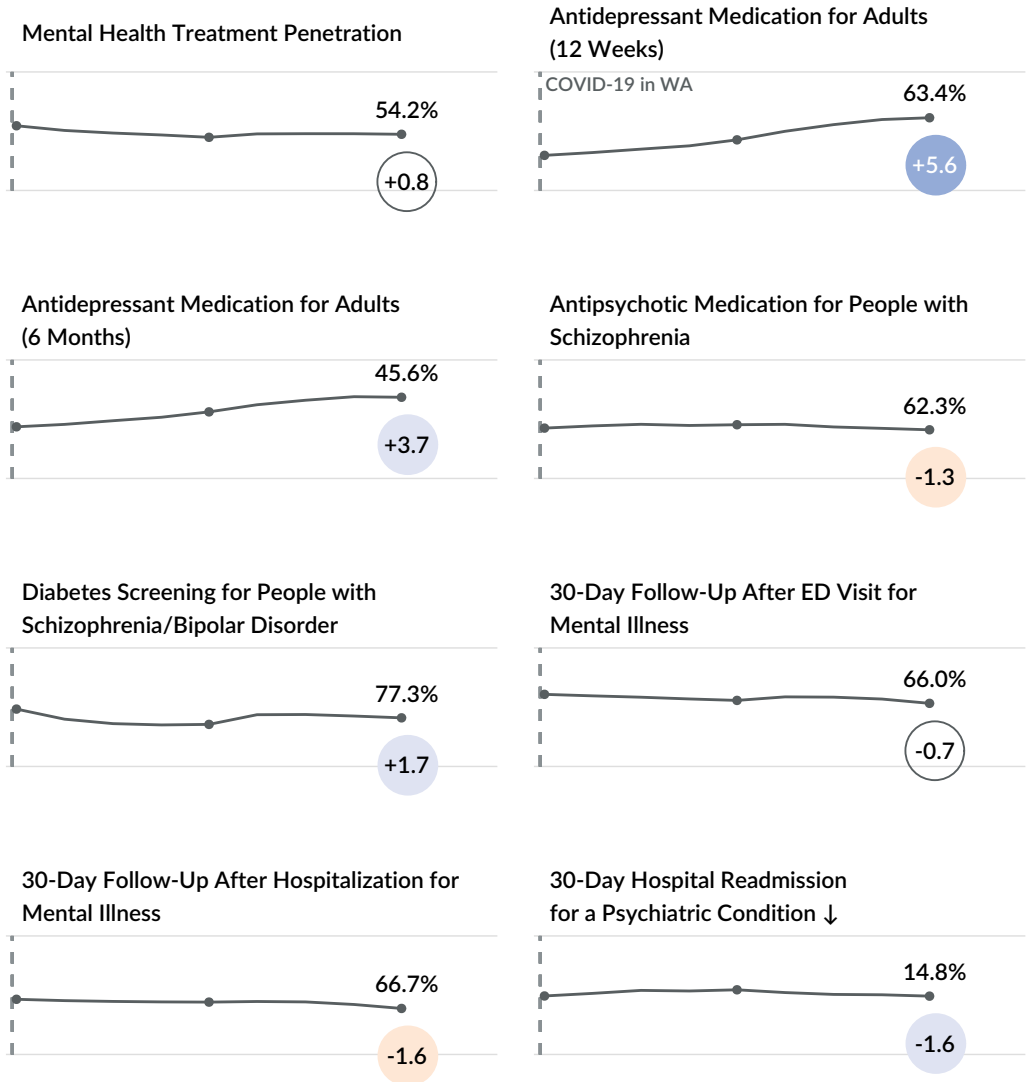 Mental Health Treatment Penetration
54.2%
+0.8
Antidepressant Medication for Adults
(12 Weeks)
COVID-19 in WA
63.4%
+5.6
Antidepressant Medication for Adults
(6 Months)
45.6%
+3.7
Antipsychotic Medication for People with
Schizophrenia
62.3%
-1.3
Diabetes Screening for People with
Schizophrenia/Bipolar Disorder
77.3%
+1.7
30-Day Follow-Up After ED Visit for
Mental Illness
66.0%
-0.7
30-Day Follow-Up After Hospitalization for
Mental Illness
66.7%
-1.6
30-Day Hospital Readmission
for a Psychiatric Condition ↓
14.8%
-1.6